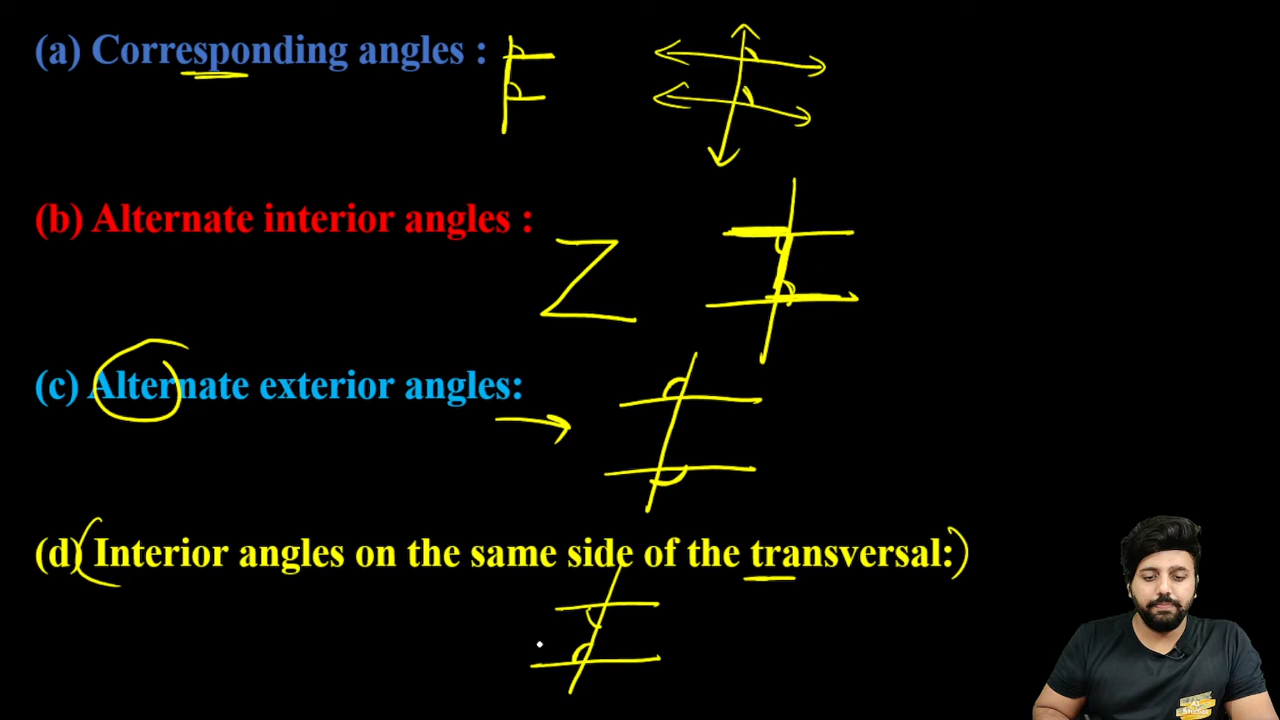 (a) Corresponding angles :
(b) Alternate interior angles :
(c) Alternate exterior angles:
(d) Interior angles on the same side of the transversal: